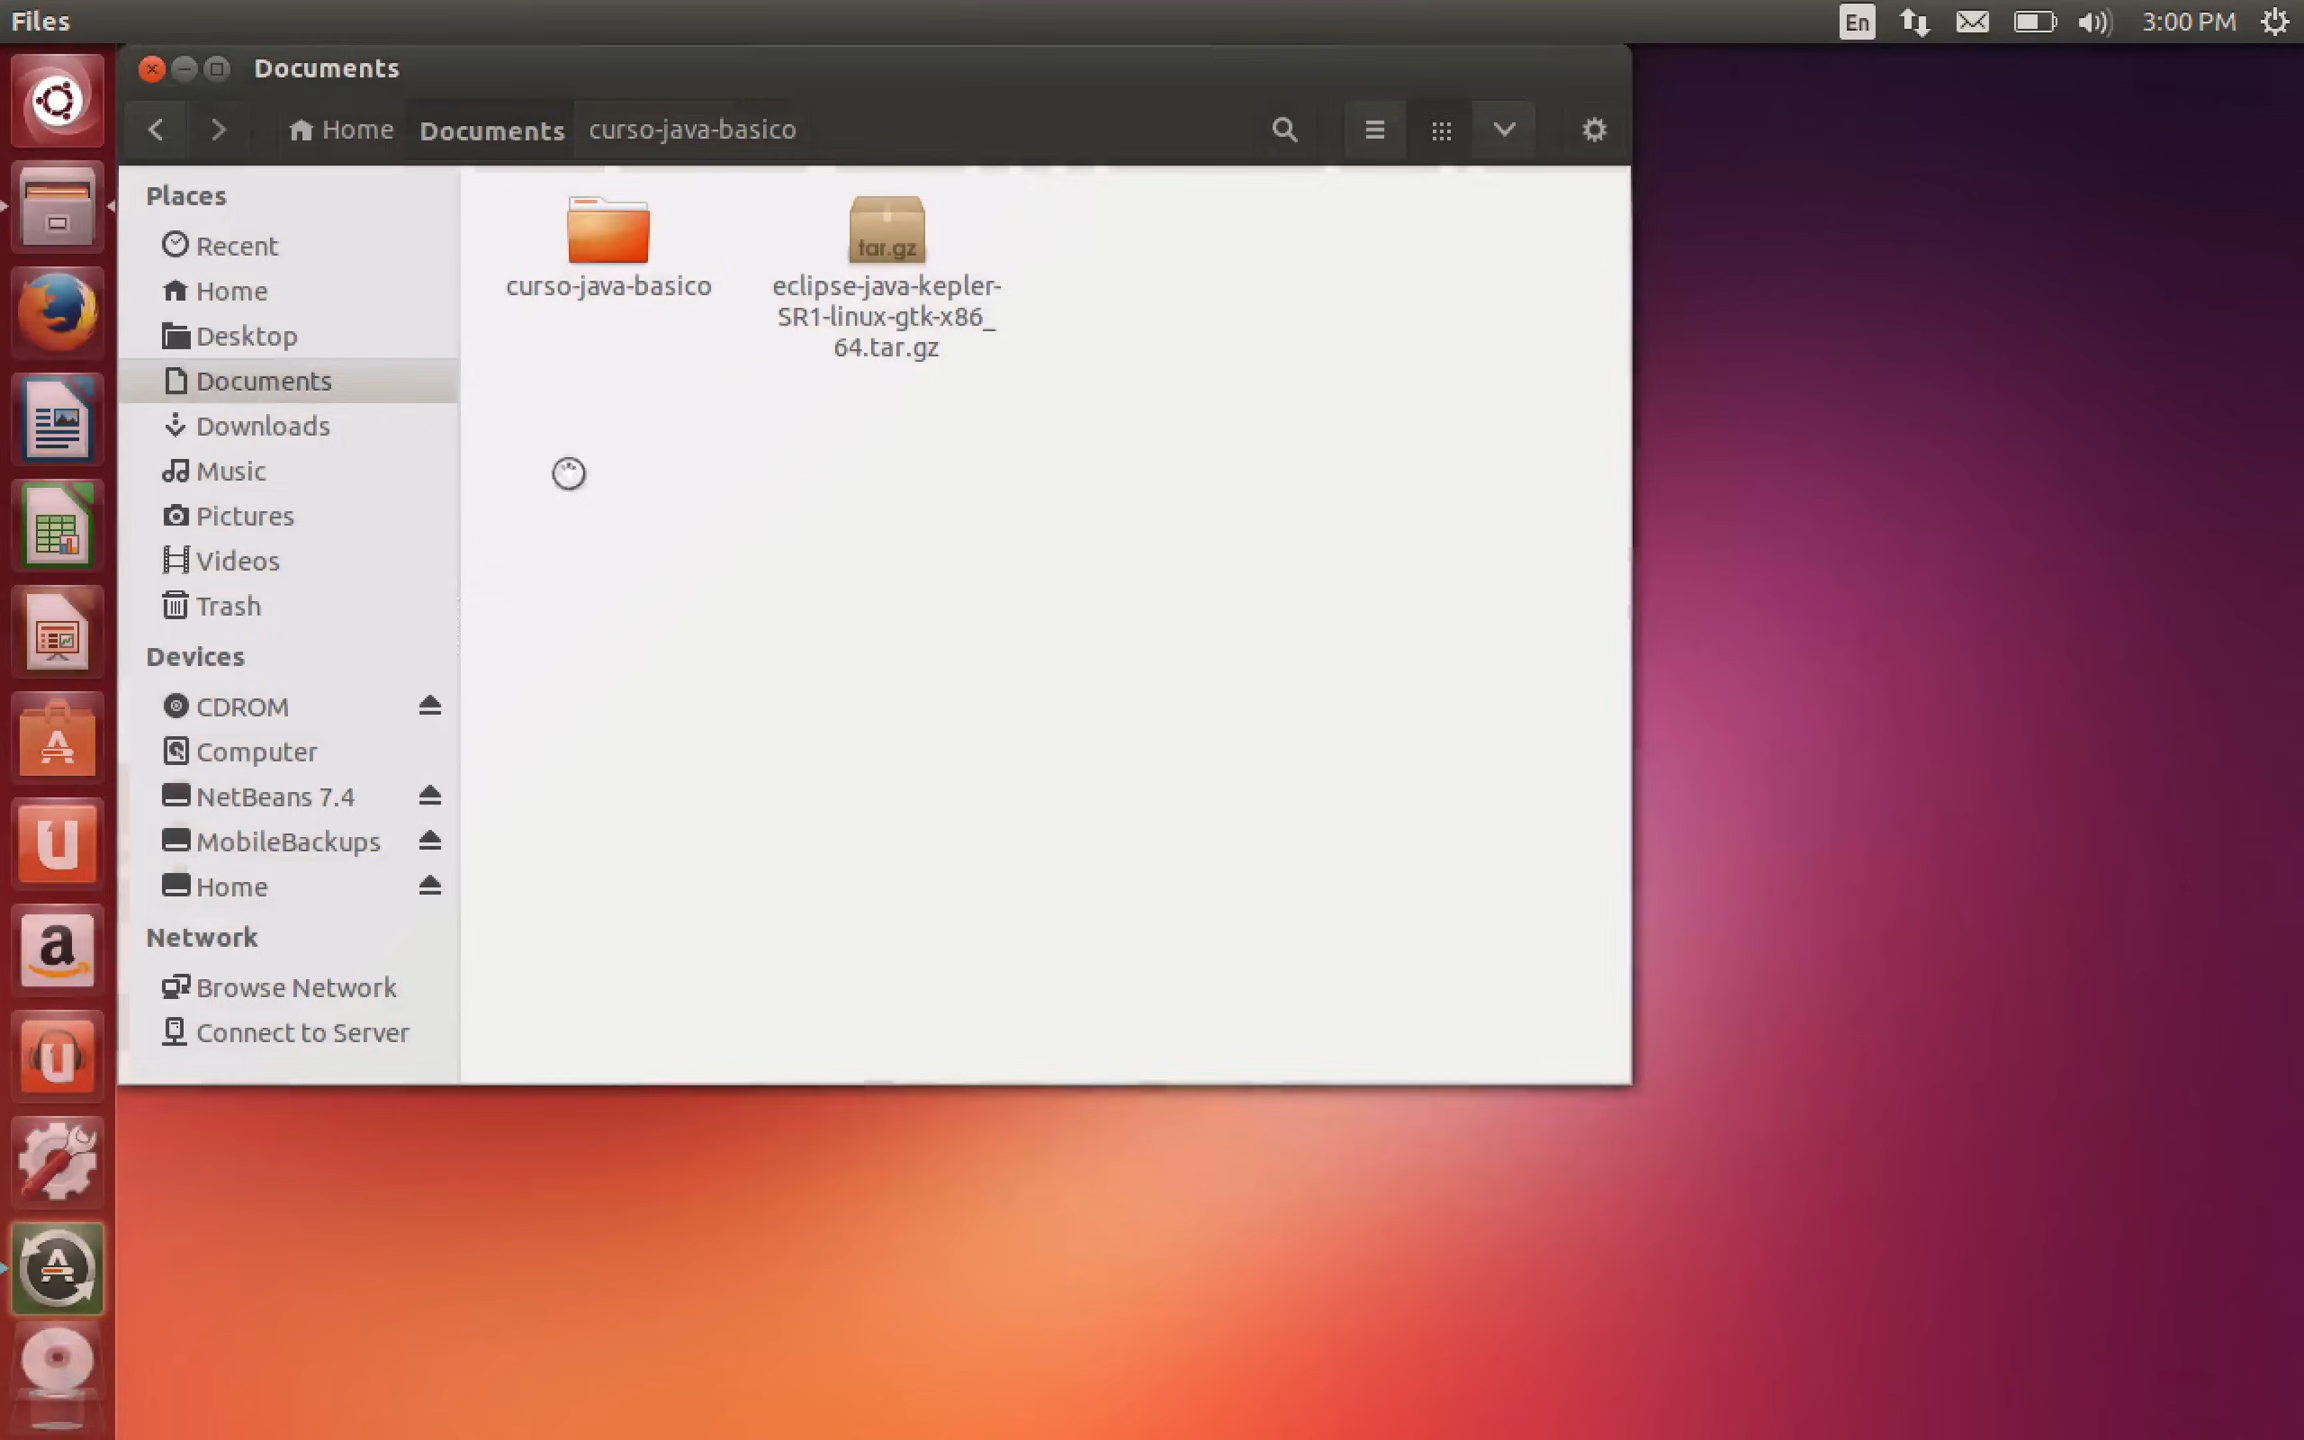 Files
En
3:00 PM
Documents
Home
Documents
curso-java-basico
Places
Recent
Home
Desktop
Documents
Downloads
Music
Pictures
Videos
Trash
Devices
CDROM
Computer
NetBeans 7.4
MobileBackups
Home
Network
Browse Network
Connect to Server
curso-java-basico
tar.gz
eclipse-java-kepler-
SR1-linux-gtk-x86_
64.tar.gz